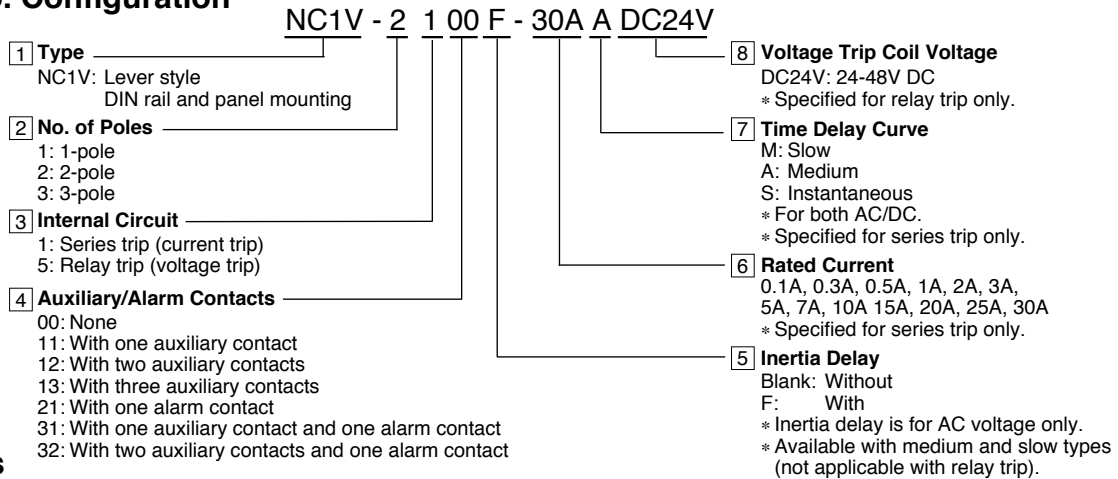 Configuration
NC1V - 2 1 00 F - 30A A DC24V
1 Type
NC1V: Lever style
DIN rail and panel mounting
2 No. of Poles
1: 1-pole
2: 2-pole
3: 3-pole
3 Internal Circuit
1: Series trip (current trip)
5: Relay trip (voltage trip)
4 Auxiliary/Alarm Contacts
00: None
11: With one auxiliary contact
12: With two auxiliary contacts
13: With three auxiliary contacts
21: With one alarm contact
31: With one auxiliary contact and one alarm contact
32: With two auxiliary contacts and one alarm contact
s
8 Voltage Trip Coil Voltage
DC24V: 24-48V DC
* Specified for relay trip only.
7 Time Delay Curve
M: Slow
A: Medium
S: Instantaneous
* For both AC/DC.
* Specified for series trip only.
6 Rated Current
0.1A, 0.3A, 0.5A, 1A, 2A, 3A,
5A, 7A, 10A 15A, 20A, 25A, 30A
* Specified for series trip only.
5 Inertia Delay
Blank: Without
F: With
* Inertia delay is for AC voltage only.
* Available with medium and slow types
(not applicable with relay trip).